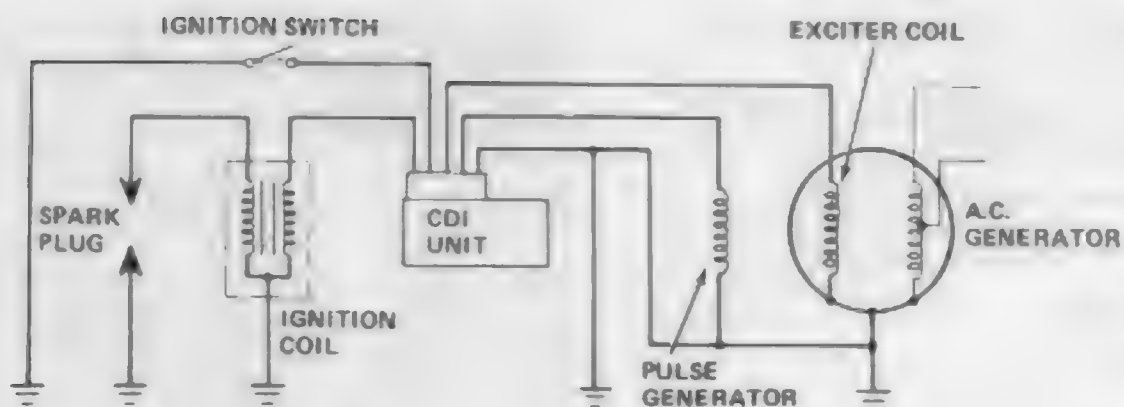 IGNITION SWITCH
EXCITER COIL
SPARK
PLUG
CDI
UNIT
A.C.
GENERATOR
IGNITION
COIL
PULSE
GENERATOR